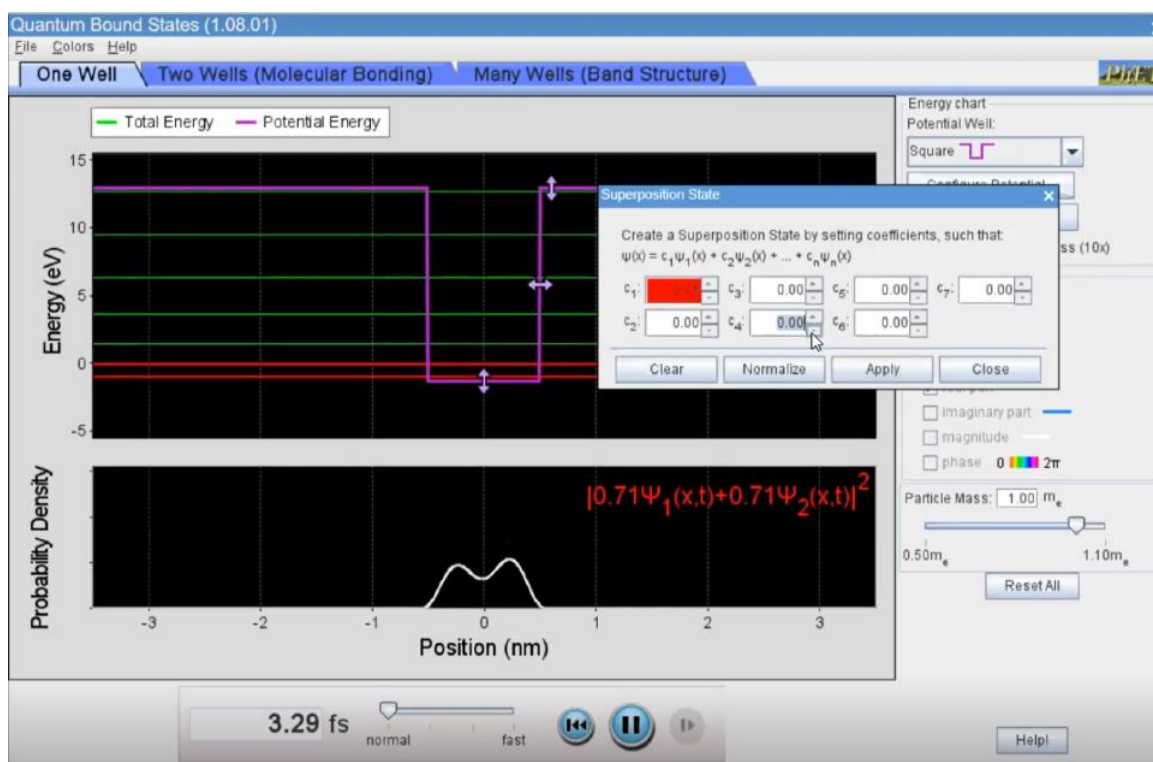 Quantum Bound States (1.08.01)
File Colors Help
One Well Two Wells (Molecular Bonding) Many Wells (Band Structure)
PhET
Total Energy Potential Energy
Energy (eV)
15
10
5
0
-5
Energy chart
Potential Well:
Square
Configure Potential
ss (10x)
Superposition State
Create a Superposition State by setting coefficients, such that:
ψ(x) = c₁ψ₁(x) + c₂ψ₂(x) + ... + cₙψₙ(x)
c₁: c₃: 0.00 c₅: 0.00 c₇: 0.00
c₂: 0.00 c₄: 0.00 c₆: 0.00
Clear Normalize Apply Close
imaginary part
magnitude
phase 0 2π
Particle Mass: 1.00 mₑ
0.50mₑ 1.10mₑ
Reset All
Probability Density
|0.71Ψ₁(x,t)+0.71Ψ₂(x,t)|²
-3 -2 -1 0 1 2 3
Position (nm)
3.29 fs
normal fast
Help!